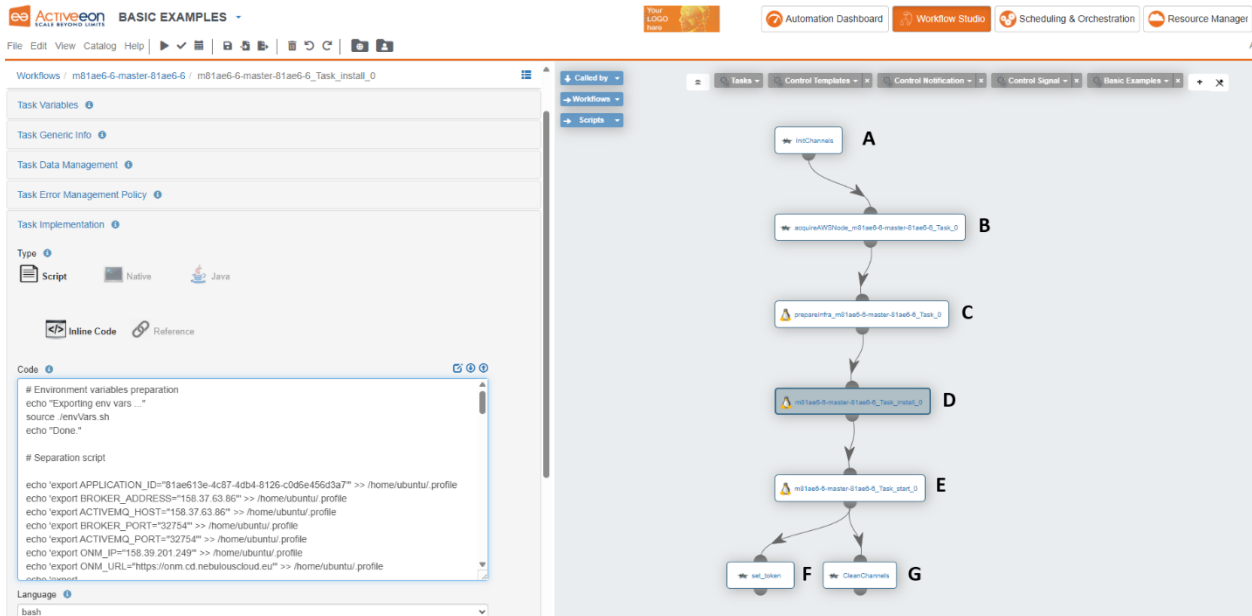 ACTIVEEON
SCALE BEYOND LIMITS
BASIC EXAMPLES
Your
LOGO
here
Automation Dashboard
Workflow Studio
Scheduling & Orchestration
Resource Manager
File Edit View Catalog Help
Workflows / m81ae6-6-master-81ae6-6 / m81ae6-6-master-81ae6-6_Task_install_0
Task Variables
Task Generic Info
Task Data Management
Task Error Management Policy
Task Implementation
Type
Script
Native
Java
Inline Code
Reference
Code
# Environment variables preparation
echo "Exporting env vars ..."
source ./envVars.sh
echo "Done."
# Separation script
echo 'export APPLICATION_ID="81ae613e-4c87-4db4-8126-c0d6e456d3a7"' >> /home/ubuntu/.profile
echo 'export BROKER_ADDRESS="158.37.63.86"' >> /home/ubuntu/.profile
echo 'export ACTIVEMQ_HOST="158.37.63.86"' >> /home/ubuntu/.profile
echo 'export BROKER_PORT="32754"' >> /home/ubuntu/.profile
echo 'export ACTIVEMQ_PORT="32754"' >> /home/ubuntu/.profile
echo 'export ONM_IP="158.39.201.249"' >> /home/ubuntu/.profile
echo 'export ONM_URL="https://onm.cd.nebulouscloud.eu"' >> /home/ubuntu/.profile
echo 'export
Language
bash
Called by
Workflows
Scripts
Tasks
Control Templates
Control Notification
Control Signal
Basic Examples
InitChannels
A
acquireAWSNode_m81ae6-6-master-81ae6-6_Task_0
B
prepareInfra_m81ae6-6-master-81ae6-6_Task_0
C
m81ae6-6-master-81ae6-6_Task_install_0
D
m81ae6-6-master-81ae6-6_Task_start_0
E
set_token
F
CleanChannels
G